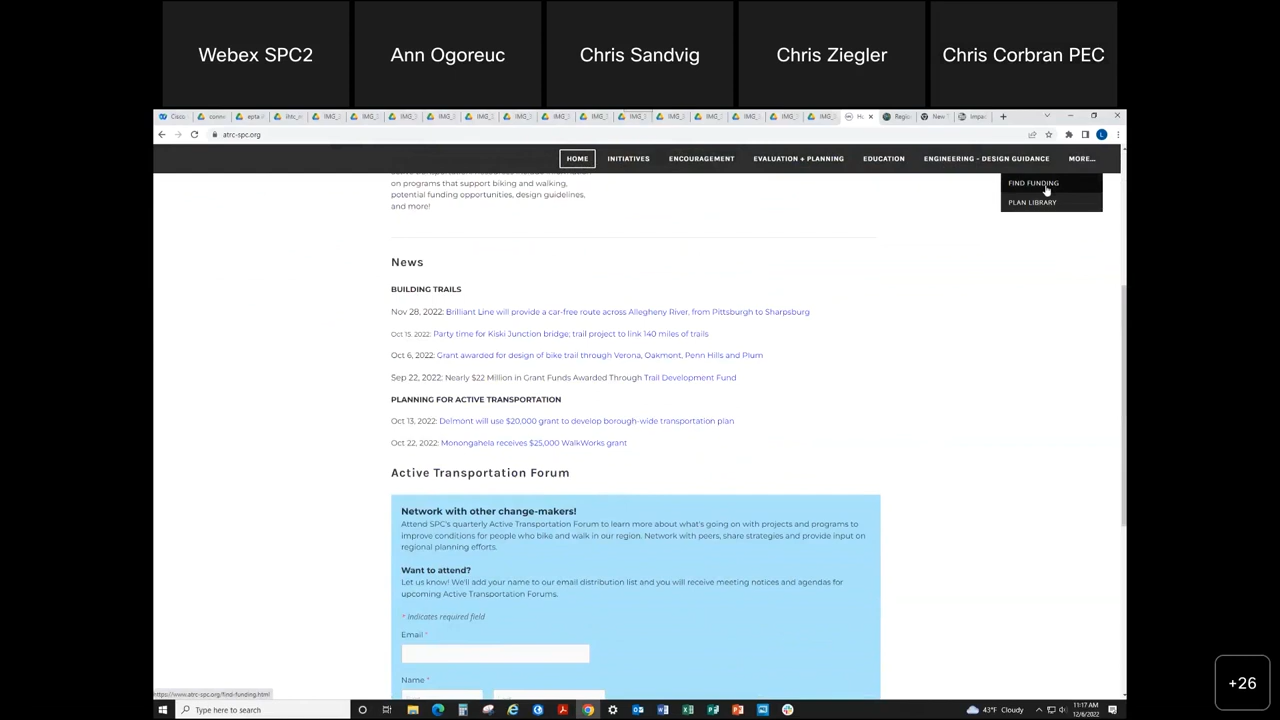 Webex SPC2
Ann Ogoreuc
Chris Sandvig
Chris Ziegler
Chris Corbran PEC
Cisco
atrc-spc.org
HOME
INITIATIVES
ENCOURAGEMENT
EVALUATION + PLANNING
EDUCATION
ENGINEERING - DESIGN GUIDANCE
MORE...
FIND FUNDING
PLAN LIBRARY
on programs that support biking and walking,
potential funding opportunities, design guidelines,
and more!
News
BUILDING TRAILS
Nov 28, 2022: Brilliant Line will provide a car-free route across Allegheny River, from Pittsburgh to Sharpsburg
Oct 15, 2022: Party time for Kiski Junction bridge; trail project to link 140 miles of trails
Oct 6, 2022: Grant awarded for design of bike trail through Verona, Oakmont, Penn Hills and Plum
Sep 22, 2022: Nearly $22 Million in Grant Funds Awarded Through Trail Development Fund
PLANNING FOR ACTIVE TRANSPORTATION
Oct 13, 2022: Delmont will use $20,000 grant to develop borough-wide transportation plan
Oct 22, 2022: Monongahela receives $25,000 WalkWorks grant
Active Transportation Forum
Network with other change-makers!
Attend SPC's quarterly Active Transportation Forum to learn more about what's going on with projects and programs to
improve conditions for people who bike and walk in our region. Network with peers, share strategies and provide input on
regional planning efforts.
Want to attend?
Let us know! We'll add your name to our email distribution list and you will receive meeting notices and agendas for
upcoming Active Transportation Forums.
* Indicates required field
Email *
Name *
https://www.atrc-spc.org/find-funding.html
+26
Type here to search
43°F Cloudy
11:17 AM
12/6/2022